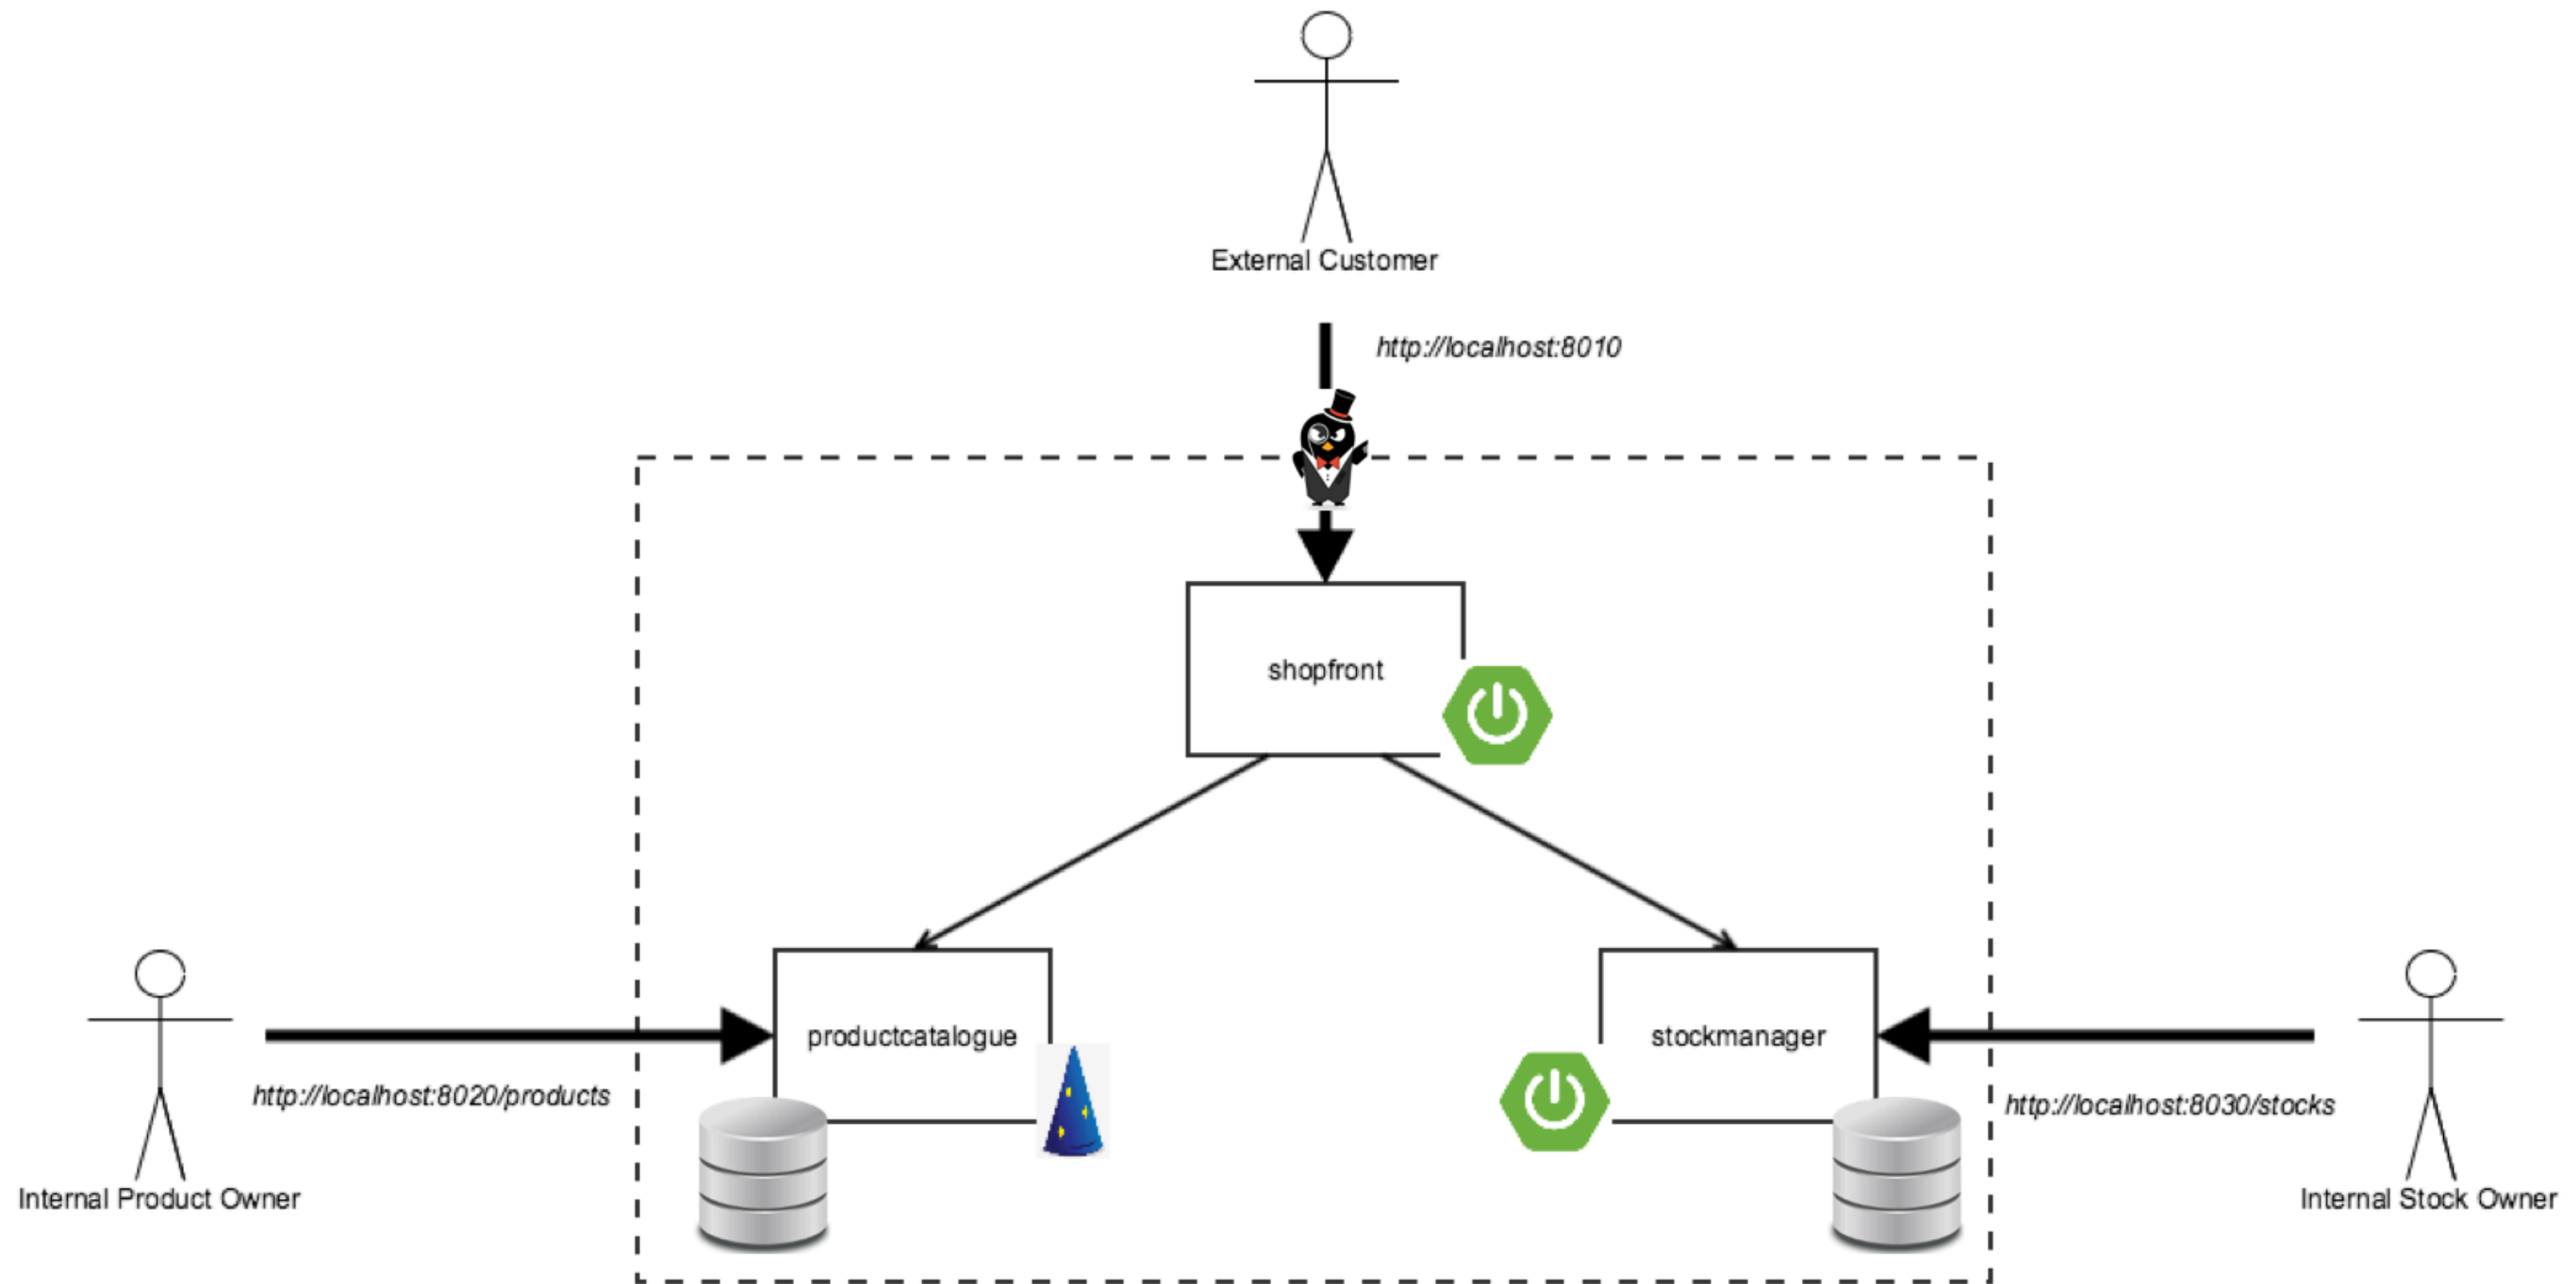 External Customer
http://localhost:8010
shopfront
productcatalogue
stockmanager
http://localhost:8020/products
http://localhost:8030/stocks
Internal Product Owner
Internal Stock Owner